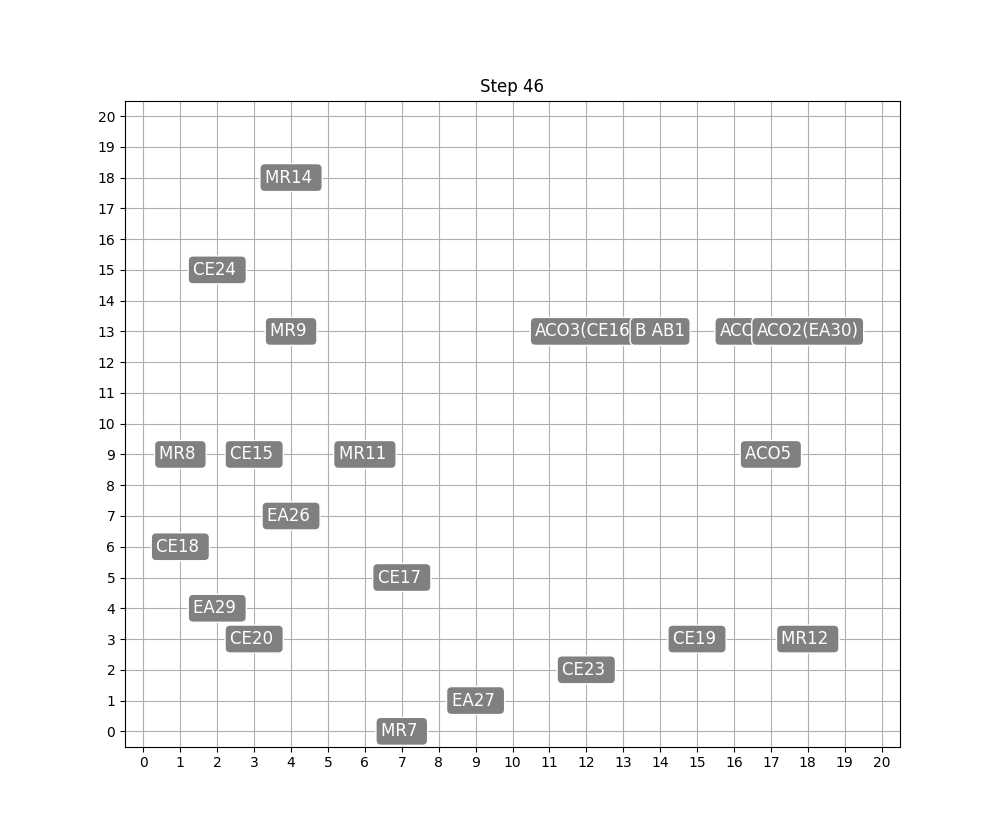 Step 46
20
19
18
MR14
17
16
15
CE24
14
13
MR9
ACO3(CE16
B AB1
ACO2(EA30)
12
11
10
9
MR8
CE15
MR11
ACO5
8
7
EA26
6
CE18
5
CE17
4
EA29
3
CE20
CE19
MR12
2
CE23
1
EA27
0
MR7
0 1 2 3 4 5 6 7 8 9 10 11 12 13 14 15 16 17 18 19 20